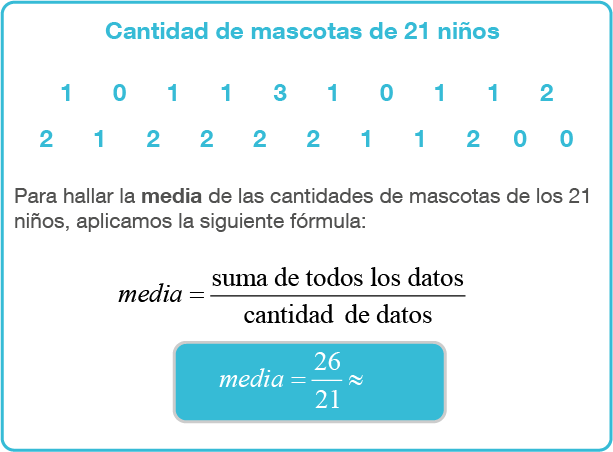 Cantidad de mascotas de 21 niños
1 0 1 1 3 1 0 1 1 2
2 1 2 2 2 2 1 1 2 0 0
Para hallar la media de las cantidades de mascotas de los 21
niños, aplicamos la siguiente fórmula:
media = suma de todos los datos / cantidad de datos
media = 26/21 ≈